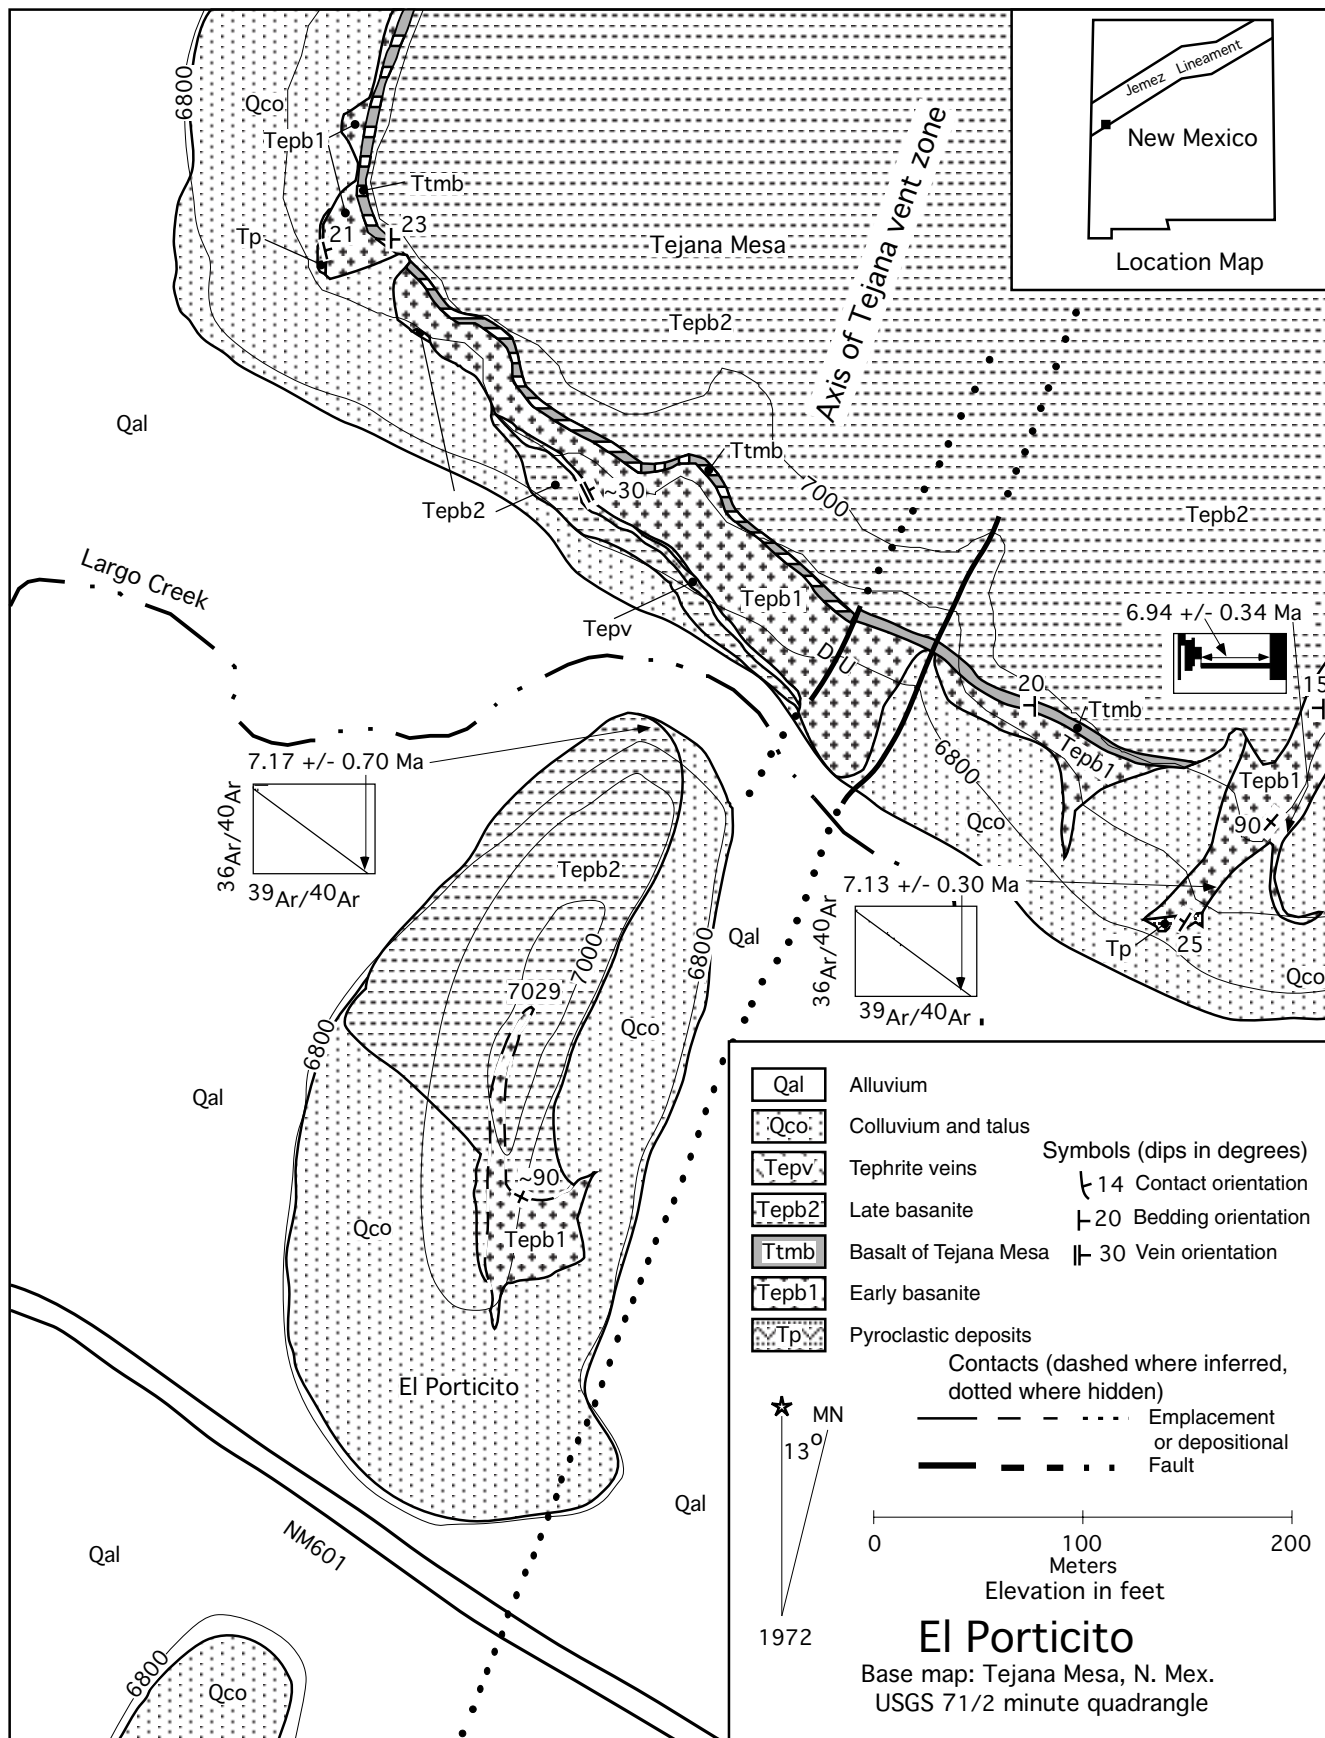 6800
Qco
Tepb1
Ttmb
21
23
Tp
Tejana Mesa
Tepb2
Axis of Tejana vent zone
Jemez Lineament
New Mexico
Location Map
Qal
Ttmb
~30
7000
Tepb2
Tepb2
Largo Creek
Tepb1
Tepv
D U
6.94 +/- 0.34 Ma
15
20
Ttmb
Tepb1
6800
Tepb1
90
Qco
7.17 +/- 0.70 Ma
36Ar/40Ar
39Ar/40Ar
Tepb2
7.13 +/- 0.30 Ma
36Ar/40Ar
39Ar/40Ar
Tp
25
Qco
Qal
6800
7000
7029
Qco
6800
Qal
~90
Qco
Tepb1
El Porticito
Qal
NM601
Qal
6800
Qco
Qal Alluvium
Qco Colluvium and talus
Tepv Tephrite veins
Tepb2 Late basanite
Ttmb Basalt of Tejana Mesa
Tepb1 Early basanite
Tp Pyroclastic deposits
Symbols (dips in degrees)
14 Contact orientation
20 Bedding orientation
30 Vein orientation
Contacts (dashed where inferred,
dotted where hidden)
Emplacement
or depositional
Fault
MN
13o
1972
0 100 200
Meters
Elevation in feet
El Porticito
Base map: Tejana Mesa, N. Mex.
USGS 71/2 minute quadrangle